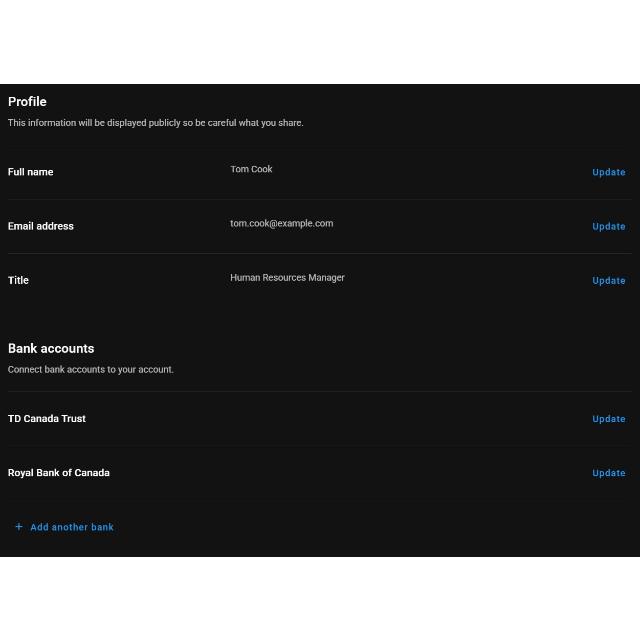 Profile
This information will be displayed publicly so be careful what you share.
Full name Tom Cook Update
Email address tom.cook@example.com Update
Title Human Resources Manager Update
Bank accounts
Connect bank accounts to your account.
TD Canada Trust Update
Royal Bank of Canada Update
+ Add another bank